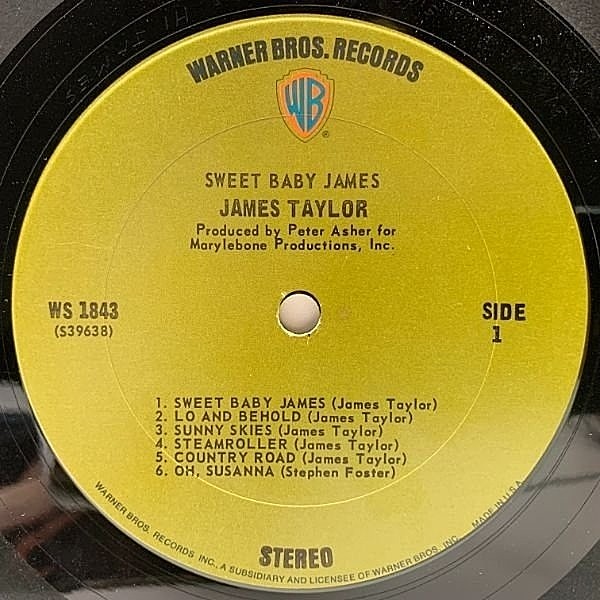 WARNER BROS. RECORDS
WB
®
SWEET BABY JAMES
JAMES TAYLOR
Produced by Peter Asher for
Marylebone Productions, Inc.
WS 1843
(S39638)
SIDE
1
1. SWEET BABY JAMES (James Taylor)
2. LO AND BEHOLD (James Taylor)
3. SUNNY SKIES (James Taylor)
4. STEAMROLLER (James Taylor)
5. COUNTRY ROAD (James Taylor)
6. OH, SUSANNA (Stephen Foster)
STEREO
WARNER BROS. RECORDS INC., A SUBSIDIARY AND LICENSEE OF WARNER BROS. INC. MADE IN U.S.A.